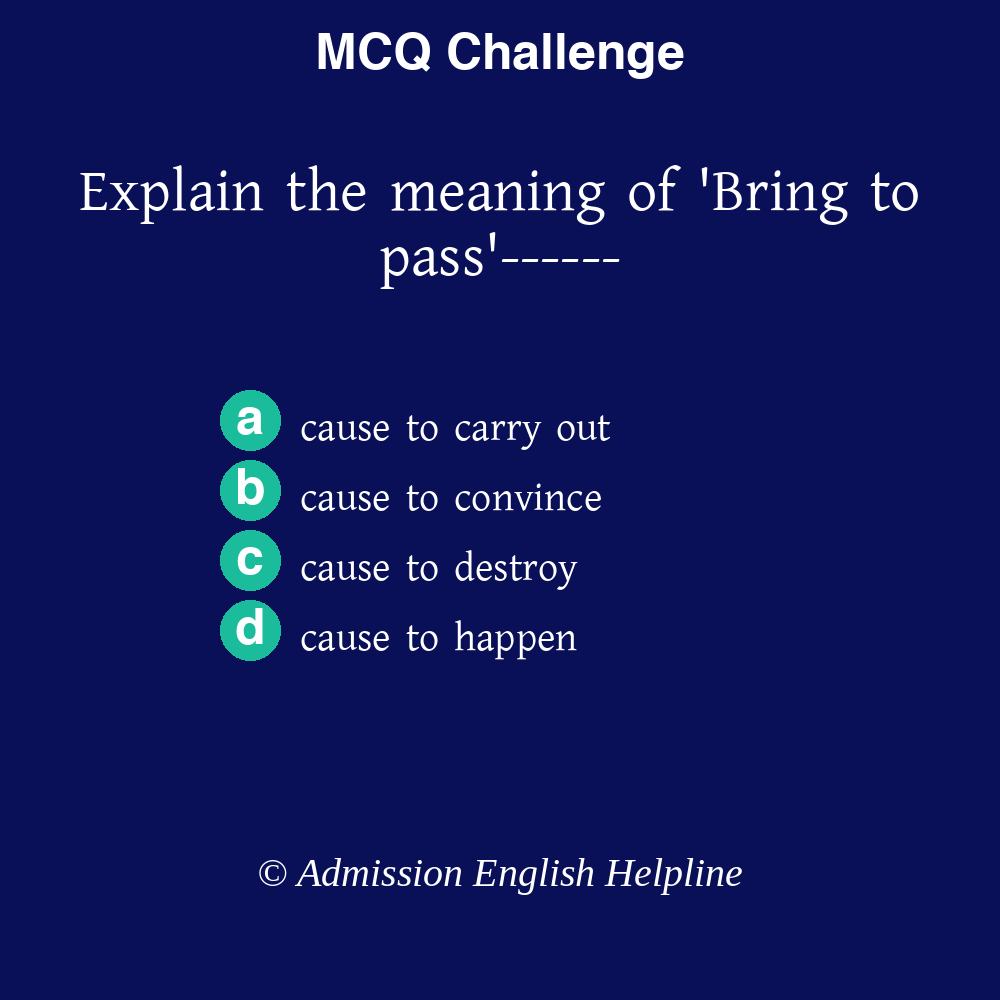 MCQ Challenge
Explain the meaning of 'Bring to
pass'------
a cause to carry out
b cause to convince
c cause to destroy
d cause to happen
© Admission English Helpline